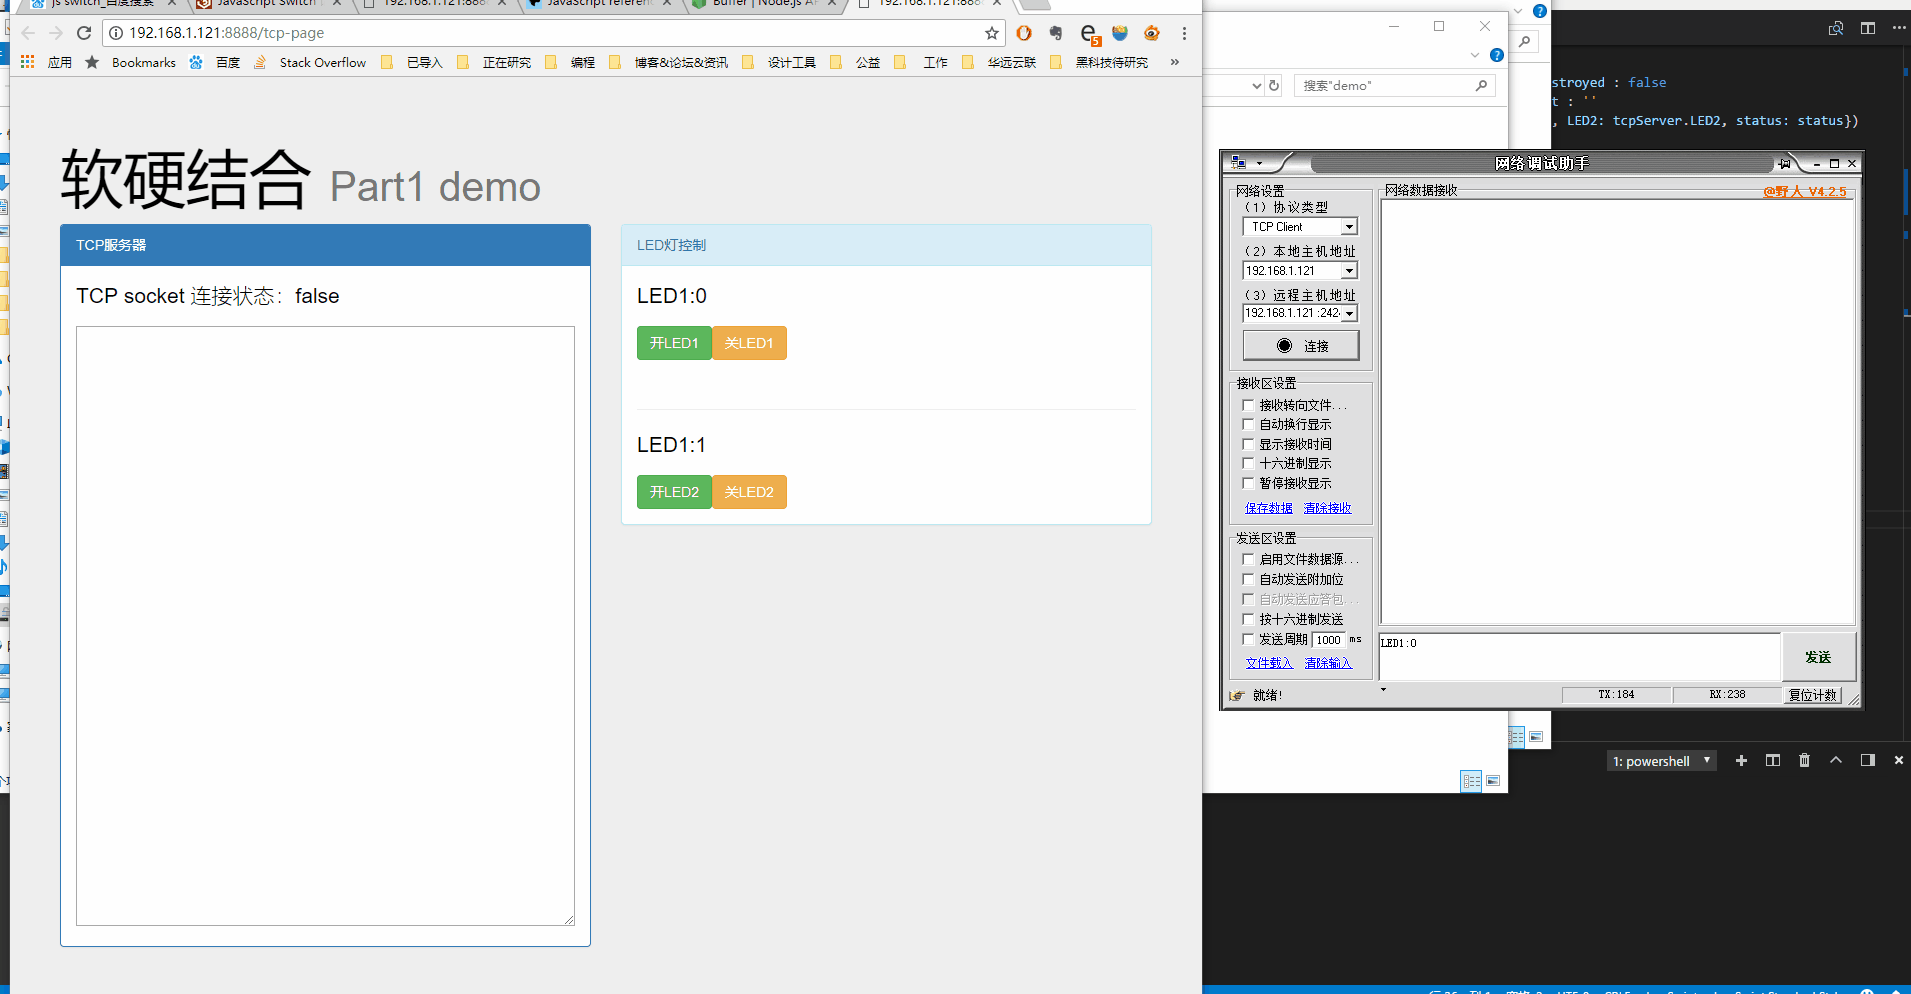 js switch_百度搜索
JavaScript Switch
192.168.1.121:888
JavaScript referenc
Buffer | Node.js AP
192.168.1.121:888
192.168.1.121:8888/tcp-page
应用
Bookmarks
百度
Stack Overflow
已导入
正在研究
编程
博客&论坛&资讯
设计工具
公益
工作
华远云联
黑科技待研究
»
软硬结合 Part1 demo
TCP服务器
TCP socket 连接状态：false
LED灯控制
LED1:0
开LED1
关LED1
LED1:1
开LED2
关LED2
搜索"demo"
stroyed : false
t : ''
, LED2: tcpServer.LED2, status: status})
网络调试助手
网络设置
（1）协议类型
TCP Client
（2）本地主机地址
192.168.1.121
（3）远程主机地址
192.168.1.121 :242
连接
接收区设置
接收转向文件...
自动换行显示
显示接收时间
十六进制显示
暂停接收显示
保存数据 清除接收
发送区设置
启用文件数据源...
自动发送附加位
自动发送应答包...
按十六进制发送
发送周期 1000 ms
文件载入 清除输入
网络数据接收
@野人 V4.2.5
LED1:0
发送
就绪!
TX:184
RX:238
复位计数
1: powershell